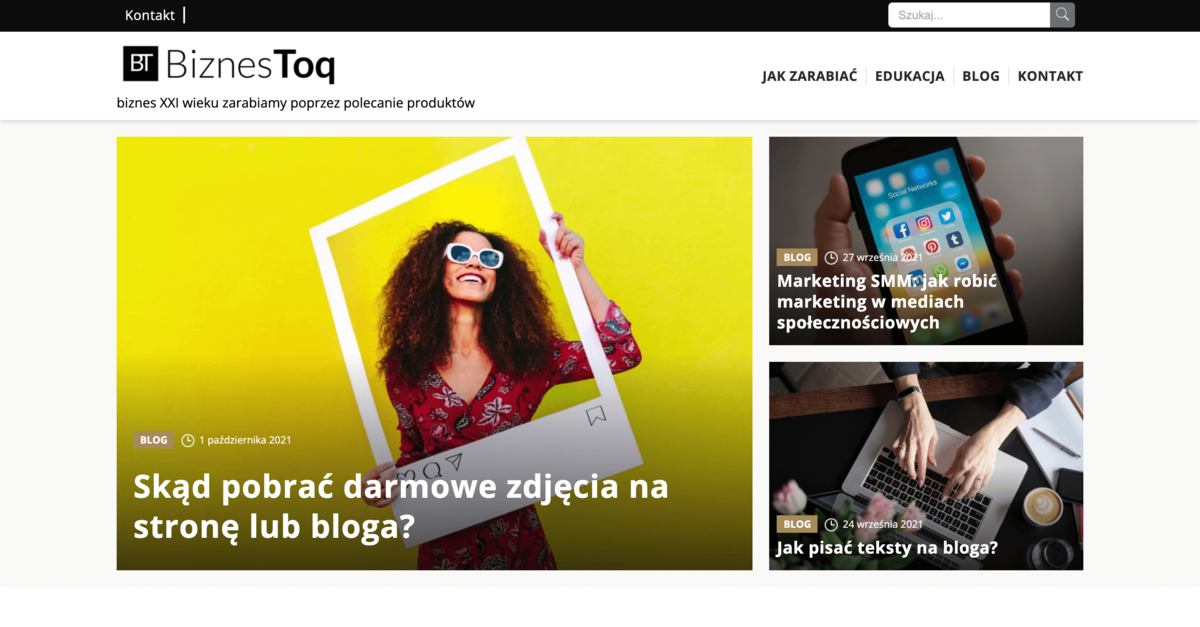 Kontakt
Szukaj...
BT BiznesToq
biznes XXI wieku zarabiamy poprzez polecanie produktów
JAK ZARABIAĆ
EDUKACJA
BLOG
KONTAKT
BLOG
1 października 2021
Skąd pobrać darmowe zdjęcia na
stronę lub bloga?
Social Networks
BLOG
27 września 2021
Marketing SMM: jak robić
marketing w mediach
społecznościowych
BLOG
24 września 2021
Jak pisać teksty na bloga?